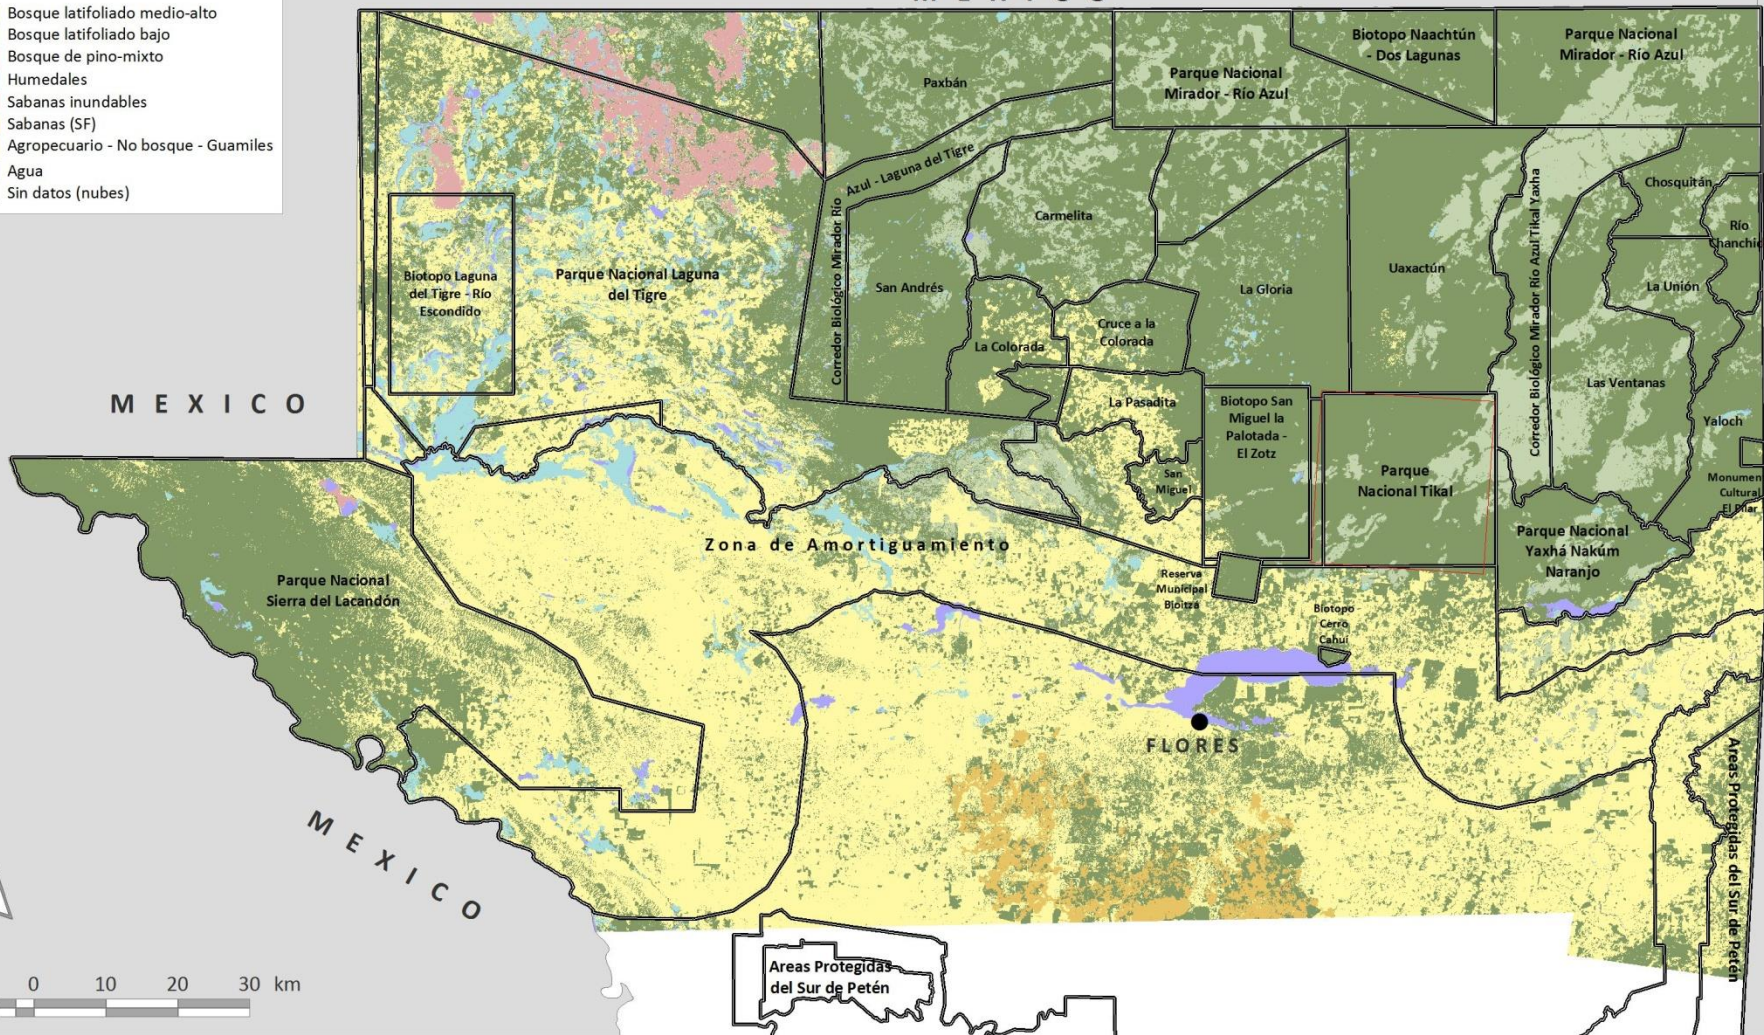 Bosque latifoliado medio-alto
Bosque latifoliado bajo
Bosque de pino-mixto
Humedales
Sabanas inundables
Sabanas (SF)
Agropecuario - No bosque - Guamiles
Agua
Sin datos (nubes)
Paxbán
Parque Nacional
Mirador - Río Azul
Biotopo Naachtún
- Dos Lagunas
Parque Nacional
Mirador - Río Azul
Azul - Laguna del Tigre
Corredor Biológico Mirador Río
Carmelita
Chosquitán
Río
Chanchic
Corredor Biológico Mirador Río Azul Tikal Yaxha
Biotopo Laguna
del Tigre - Río
Escondido
Parque Nacional Laguna
del Tigre
San Andrés
La Gloria
Uaxactún
La Unión
La Colorada
Cruce a la
Colorada
Las Ventanas
La Pasadita
Biotopo San
Miguel la
Palotada -
El Zotz
Yaloch
MEXICO
San
Miguel
Parque
Nacional Tikal
Monumen
Cultural
El Pilar
Zona de Amortiguamiento
Parque Nacional
Yaxhá Nakúm
Naranjo
Parque Nacional
Sierra del Lacandón
Reserva
Municipal
Bioitzá
Biotopo
Cerro
Cahuí
FLORES
MEXICO
Areas Protegidas del Sur de Petén
Areas Protegidas
del Sur de Petén
0 10 20 30 km